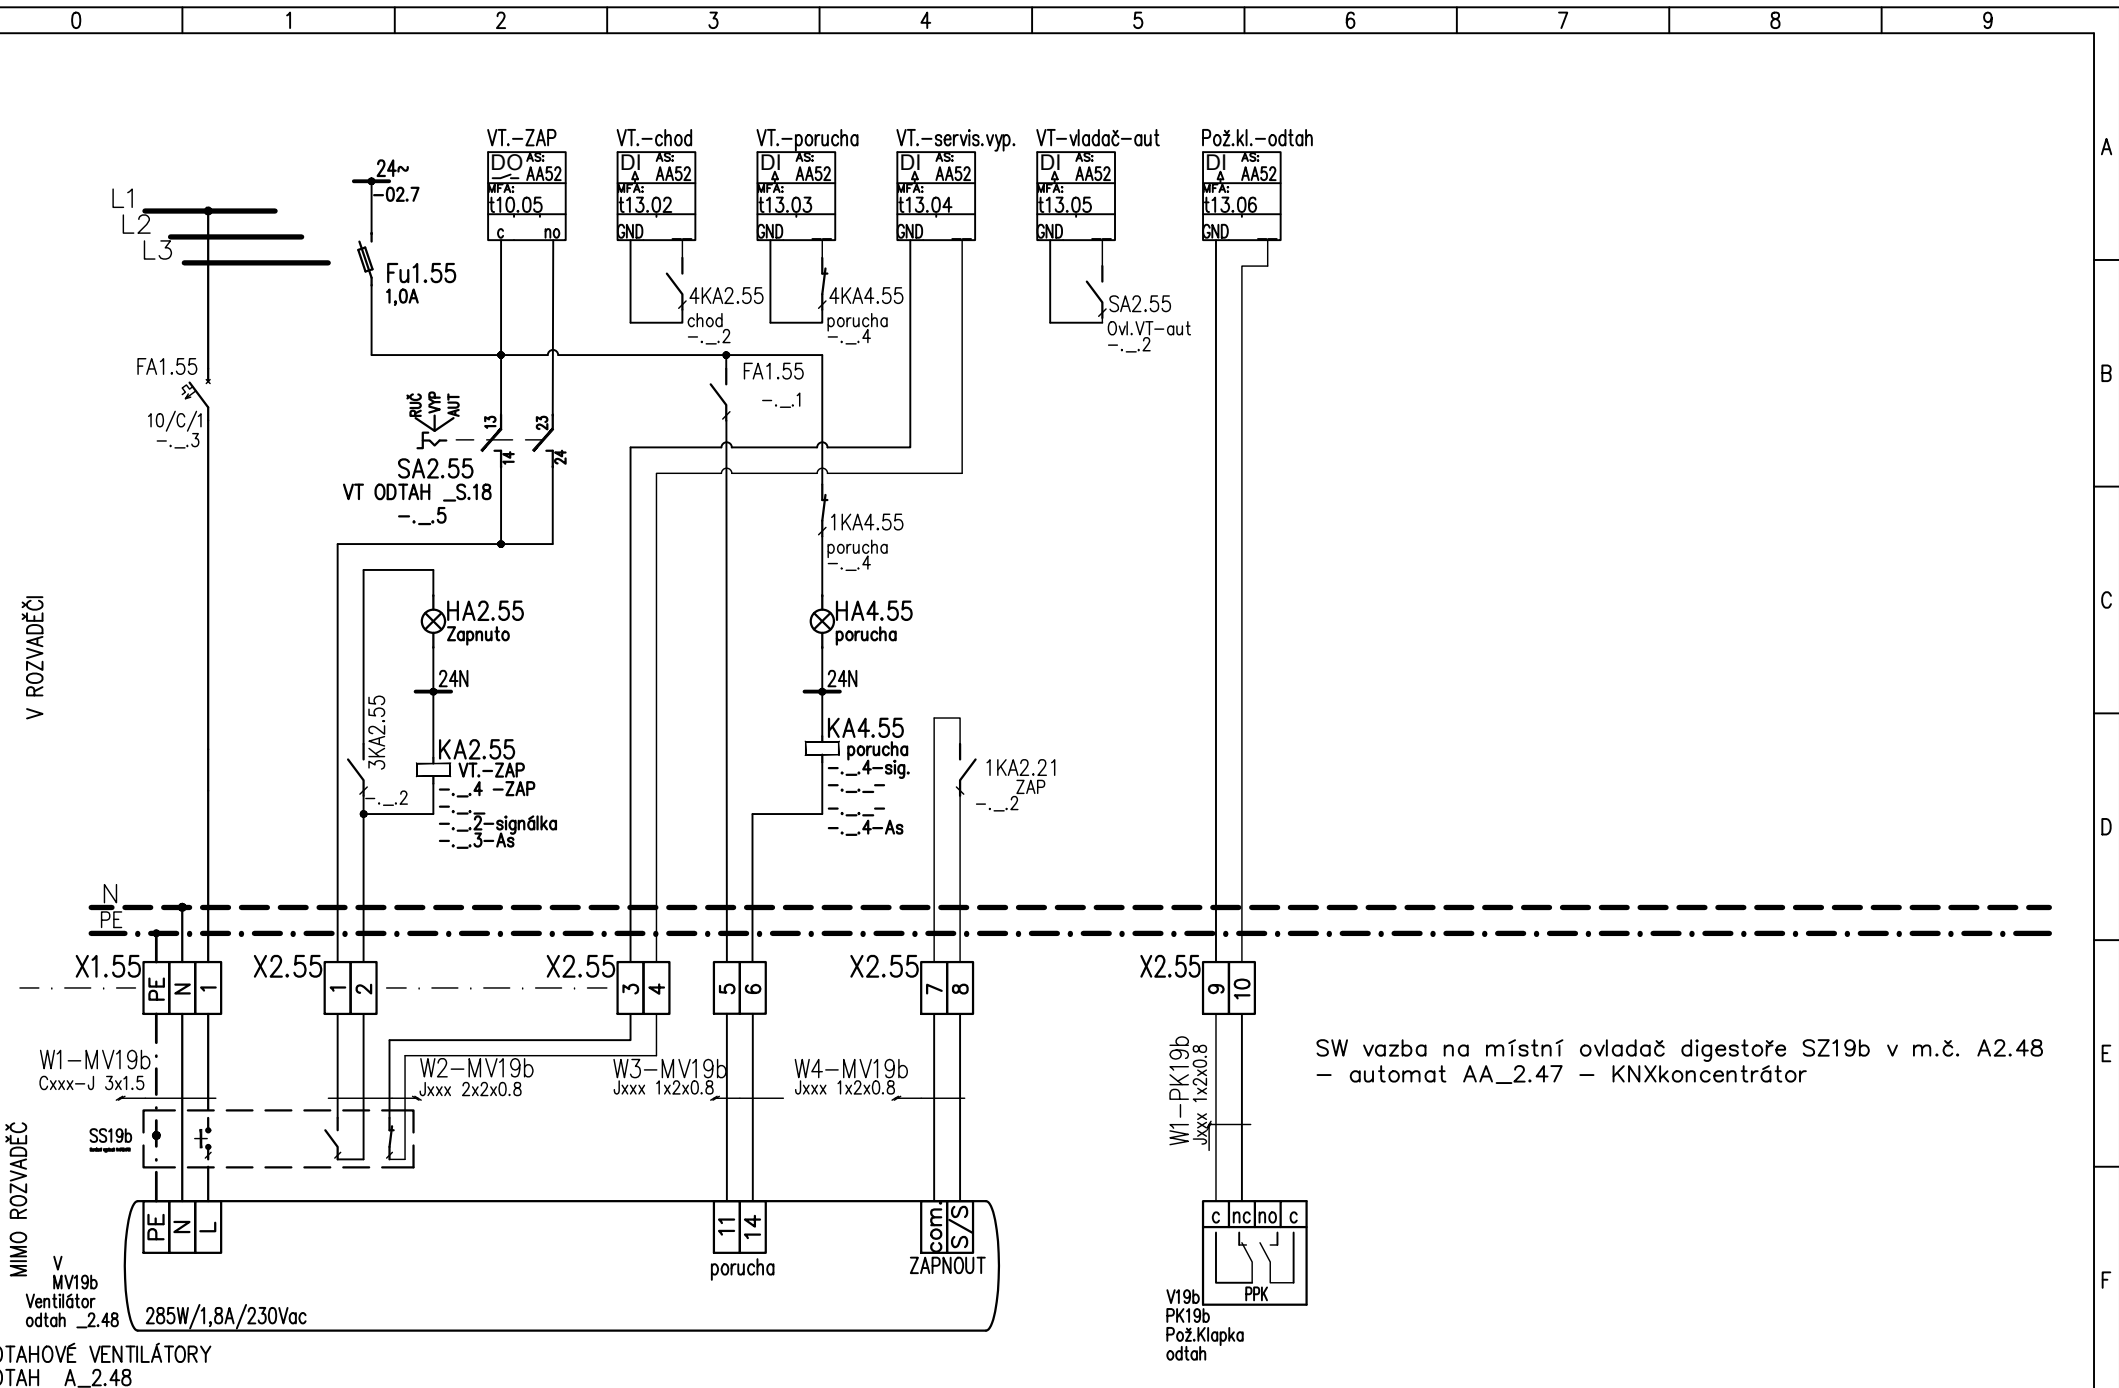 0 1 2 3 4 5 6 7 8 9
A
B
C
D
E
F
VT.-ZAP
DO AS: AA52
MFA:
t10.05
c no
VT.-chod
DI AS: AA52
MFA:
t13.02
GND
VT.-porucha
DI AS: AA52
MFA:
t13.03
GND
VT.-servis.vyp.
DI AS: AA52
MFA:
t13.04
GND
VT-vladač-aut
DI AS: AA52
MFA:
t13.05
GND
Pož.kl.-odtah
DI AS: AA52
MFA:
t13.06
GND
L1
L2
L3
24~
-02.7
Fu1.55
1,0A
4KA2.55
chod
-._.2
4KA4.55
porucha
-._.4
SA2.55
Ovl.VT-aut
-._.2
FA1.55
10/C/1
-._.3
FA1.55
-._.1
RUČ
VYP
AUT
13
14
23
24
SA2.55
VT ODTAH _S.18
-._.5
1KA4.55
porucha
-._.4
V ROZVADĚČI
HA2.55
Zapnuto
24N
HA4.55
porucha
24N
3KA2.55
-._.2
KA2.55
VT.-ZAP
-._.4 -ZAP
-._._
-._.2-signálka
-._.3-As
KA4.55
porucha
-._.4-sig.
-._._-
-._._-
-._.4-As
1KA2.21
ZAP
-._.2
N
PE
X1.55 PE N 1
X2.55 1 2
X2.55 3 4
5 6
X2.55 7 8
X2.55 9 10
W1-MV19b
Cxxx-J 3x1.5
W2-MV19b
Jxxx 2x2x0.8
W3-MV19b
Jxxx 1x2x0.8
W4-MV19b
Jxxx 1x2x0.8
W1-PK19b
Jxxx 1x2x0.8
SW vazba na místní ovladač digestoře SZ19b v m.č. A2.48
- automat AA_2.47 - KNXkoncentrátor
SS19b
MIMO ROZVADĚČ
PE N L
11 14
porucha
com. S/S
ZAPNOUT
V
MV19b
Ventilátor
odtah _2.48
285W/1,8A/230Vac
c nc no c
PPK
V19b
PK19b
Pož.Klapka
odtah
DTAHOVÉ VENTILÁTORY
DTAH A_2.48